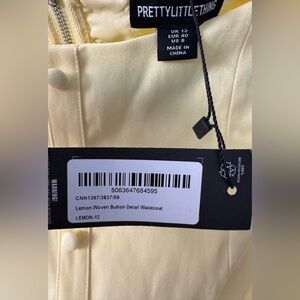 PRETTYLITTLETHING
UK 12
EUR 40
US 8
MADE IN
CHINA
WARNING!
5063647684595
CNN1387/3837/59
Lemon Woven Button Detail Waistcoat
LEMON-12